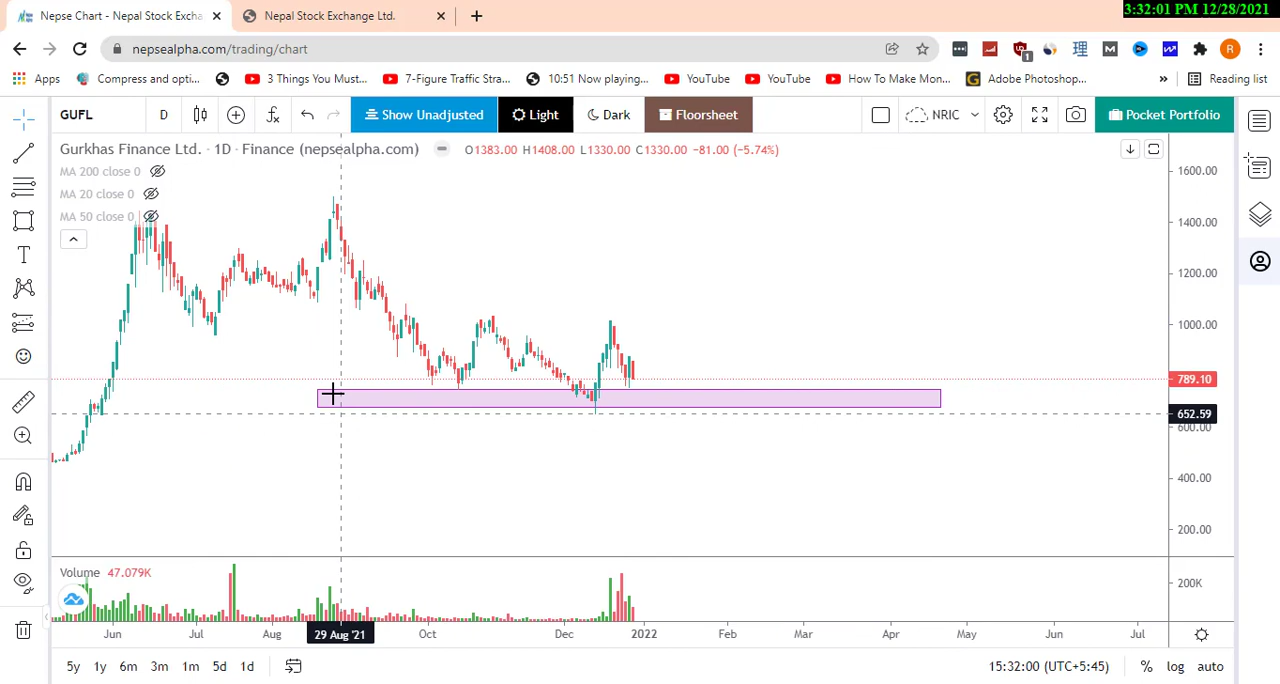 Nepse Chart - Nepal Stock Excha
Nepal Stock Exchange Ltd.
3:32:01 PM 12/28/2021
nepsealpha.com/trading/chart
R
Apps
Compress and opti...
3 Things You Must...
7-Figure Traffic Stra...
10:51 Now playing...
YouTube
YouTube
How To Make Mon...
Adobe Photoshop...
»
Reading list
GUFL
D
Show Unadjusted
Light
Dark
Floorsheet
NRIC
Pocket Portfolio
Gurkhas Finance Ltd. · 1D · Finance (nepsealpha.com)
O1383.00 H1408.00 L1330.00 C1330.00 −81.00 (−5.74%)
MA 200 close 0
MA 20 close 0
MA 50 close 0
1600.00
1400.00
1200.00
1000.00
789.10
652.59
600.00
400.00
200.00
Volume 47.079K
200K
Jun
Jul
Aug
29 Aug '21
Oct
Dec
2022
Feb
Mar
Apr
May
Jun
Jul
5y 1y 6m 3m 1m 5d 1d
15:32:00 (UTC+5:45)
% log auto